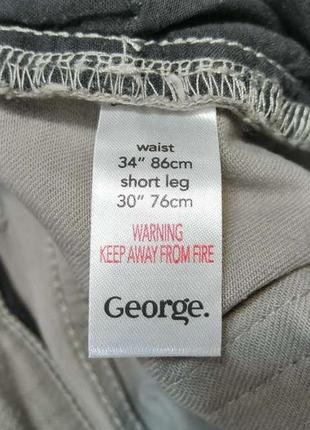 waist
34" 86cm
short leg
30" 76cm
WARNING
KEEP AWAY FROM FIRE
George.